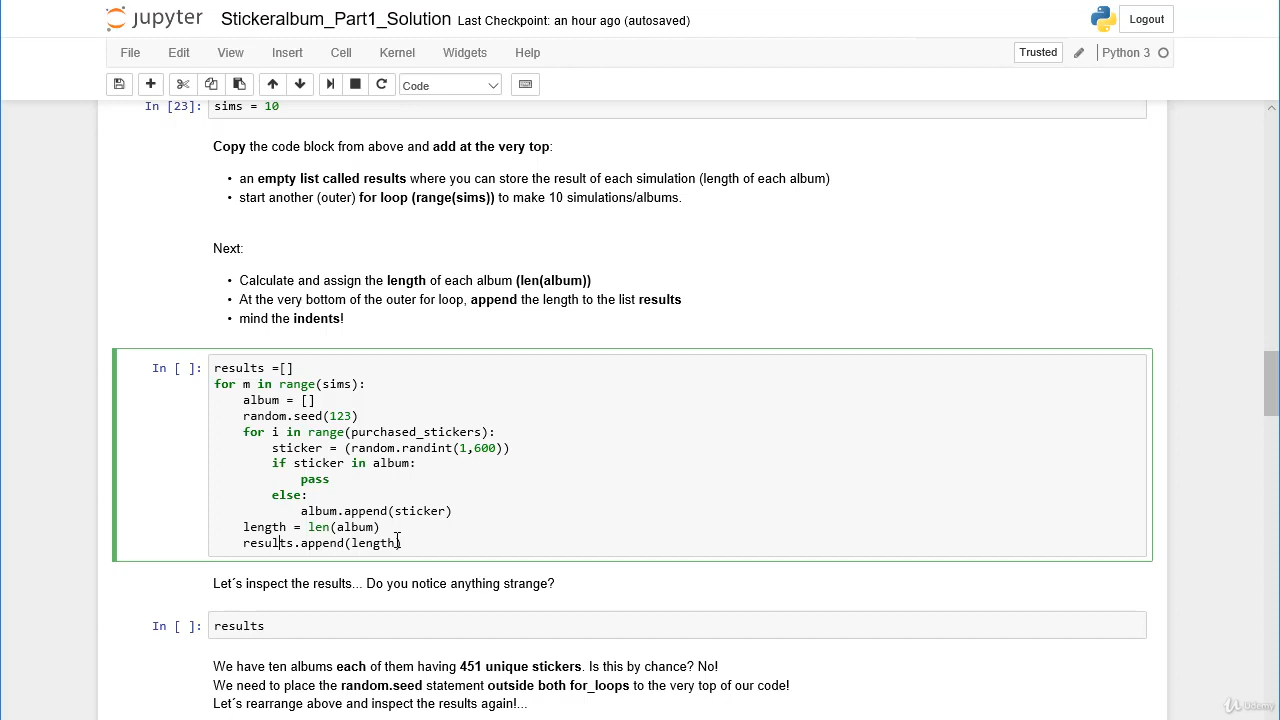 jupyter Stickeralbum_Part1_Solution Last Checkpoint: an hour ago (autosaved) Logout
File Edit View Insert Cell Kernel Widgets Help Trusted Python 3
Code
In [23]: sims = 10
Copy the code block from above and add at the very top:
• an empty list called results where you can store the result of each simulation (length of each album)
• start another (outer) for loop (range(sims)) to make 10 simulations/albums.
Next:
• Calculate and assign the length of each album (len(album))
• At the very bottom of the outer for loop, append the length to the list results
• mind the indents!
In [ ]: results =[]
for m in range(sims):
    album = []
    random.seed(123)
    for i in range(purchased_stickers):
        sticker = (random.randint(1,600))
        if sticker in album:
            pass
        else:
            album.append(sticker)
    length = len(album)
    results.append(length)
Let´s inspect the results... Do you notice anything strange?
In [ ]: results
We have ten albums each of them having 451 unique stickers. Is this by chance? No!
We need to place the random.seed statement outside both for_loops to the very top of our code!
Let´s rearrange above and inspect the results again!...
Udemy